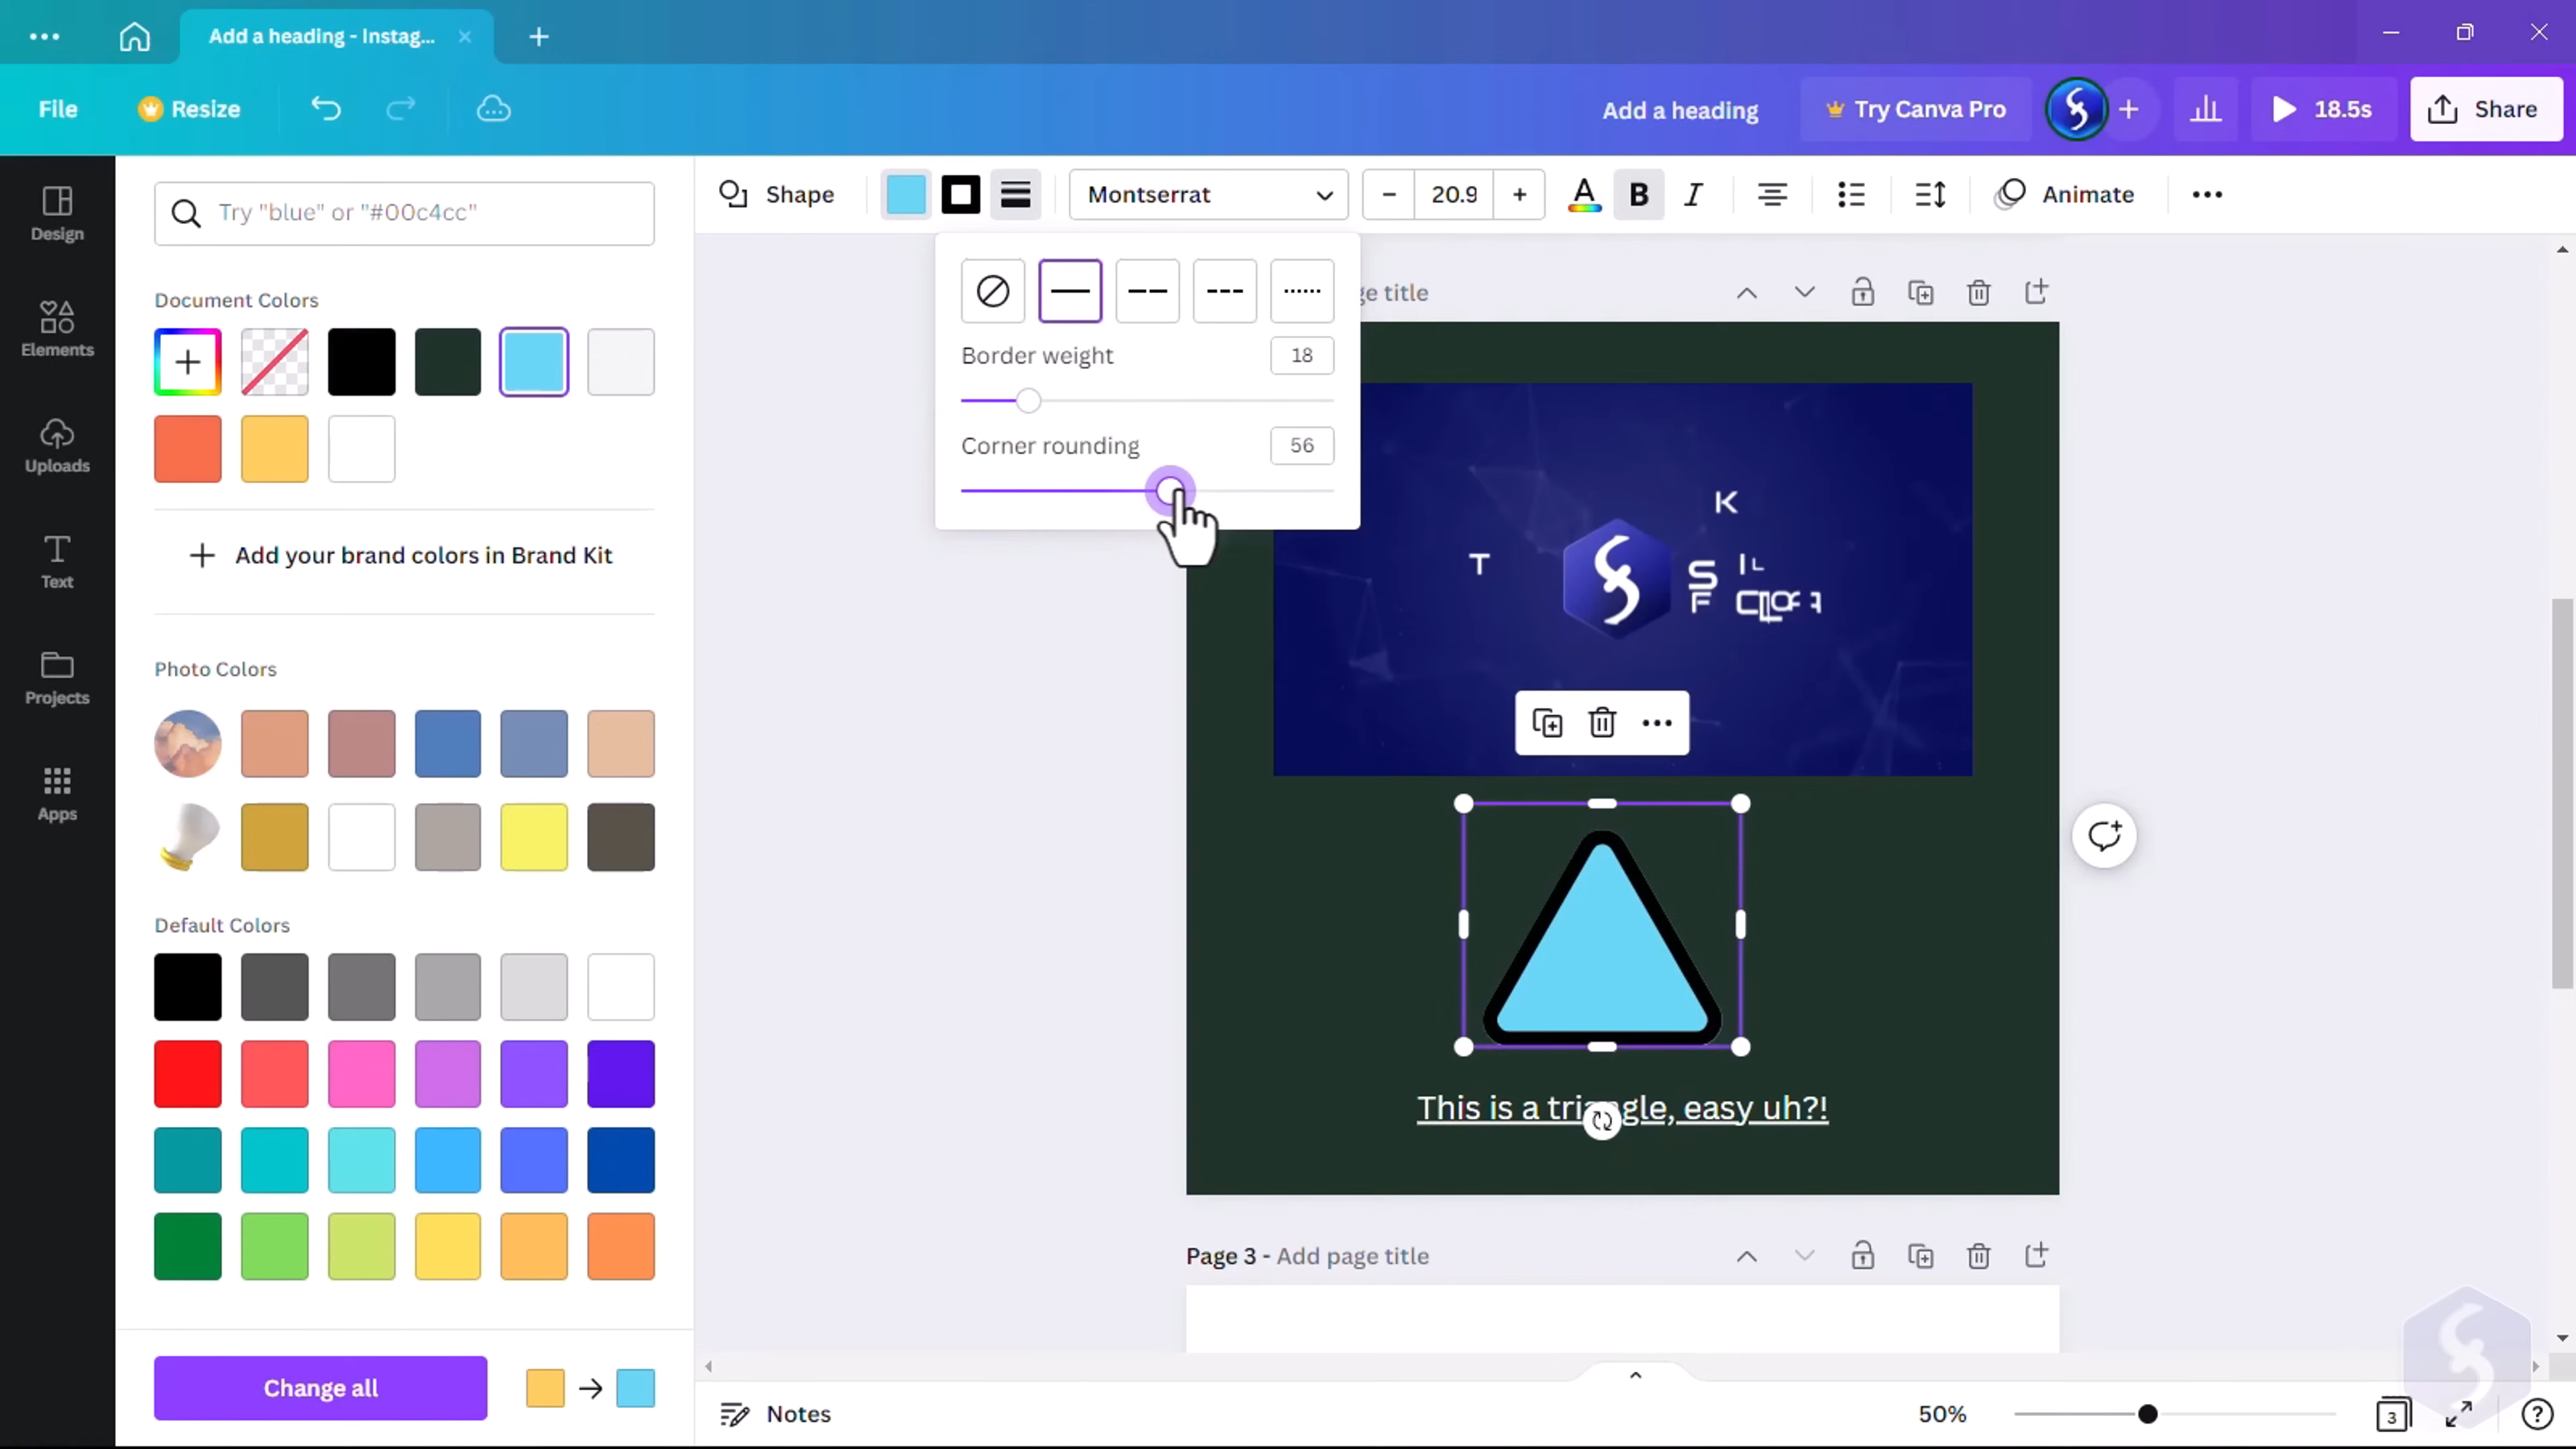 Add a heading - Instag...
File
Resize
Add a heading
Try Canva Pro
18.5s
Share
Design
Elements
Uploads
Text
Projects
Apps
Try "blue" or "#00c4cc"
Document Colors
Add your brand colors in Brand Kit
Photo Colors
Default Colors
Change all
Shape
Montserrat
20.9
A
B
I
Animate
Border weight
18
Corner rounding
56
ge title
K
T
This is a triangle, easy uh?!
Page 3 - Add page title
Notes
50%
3